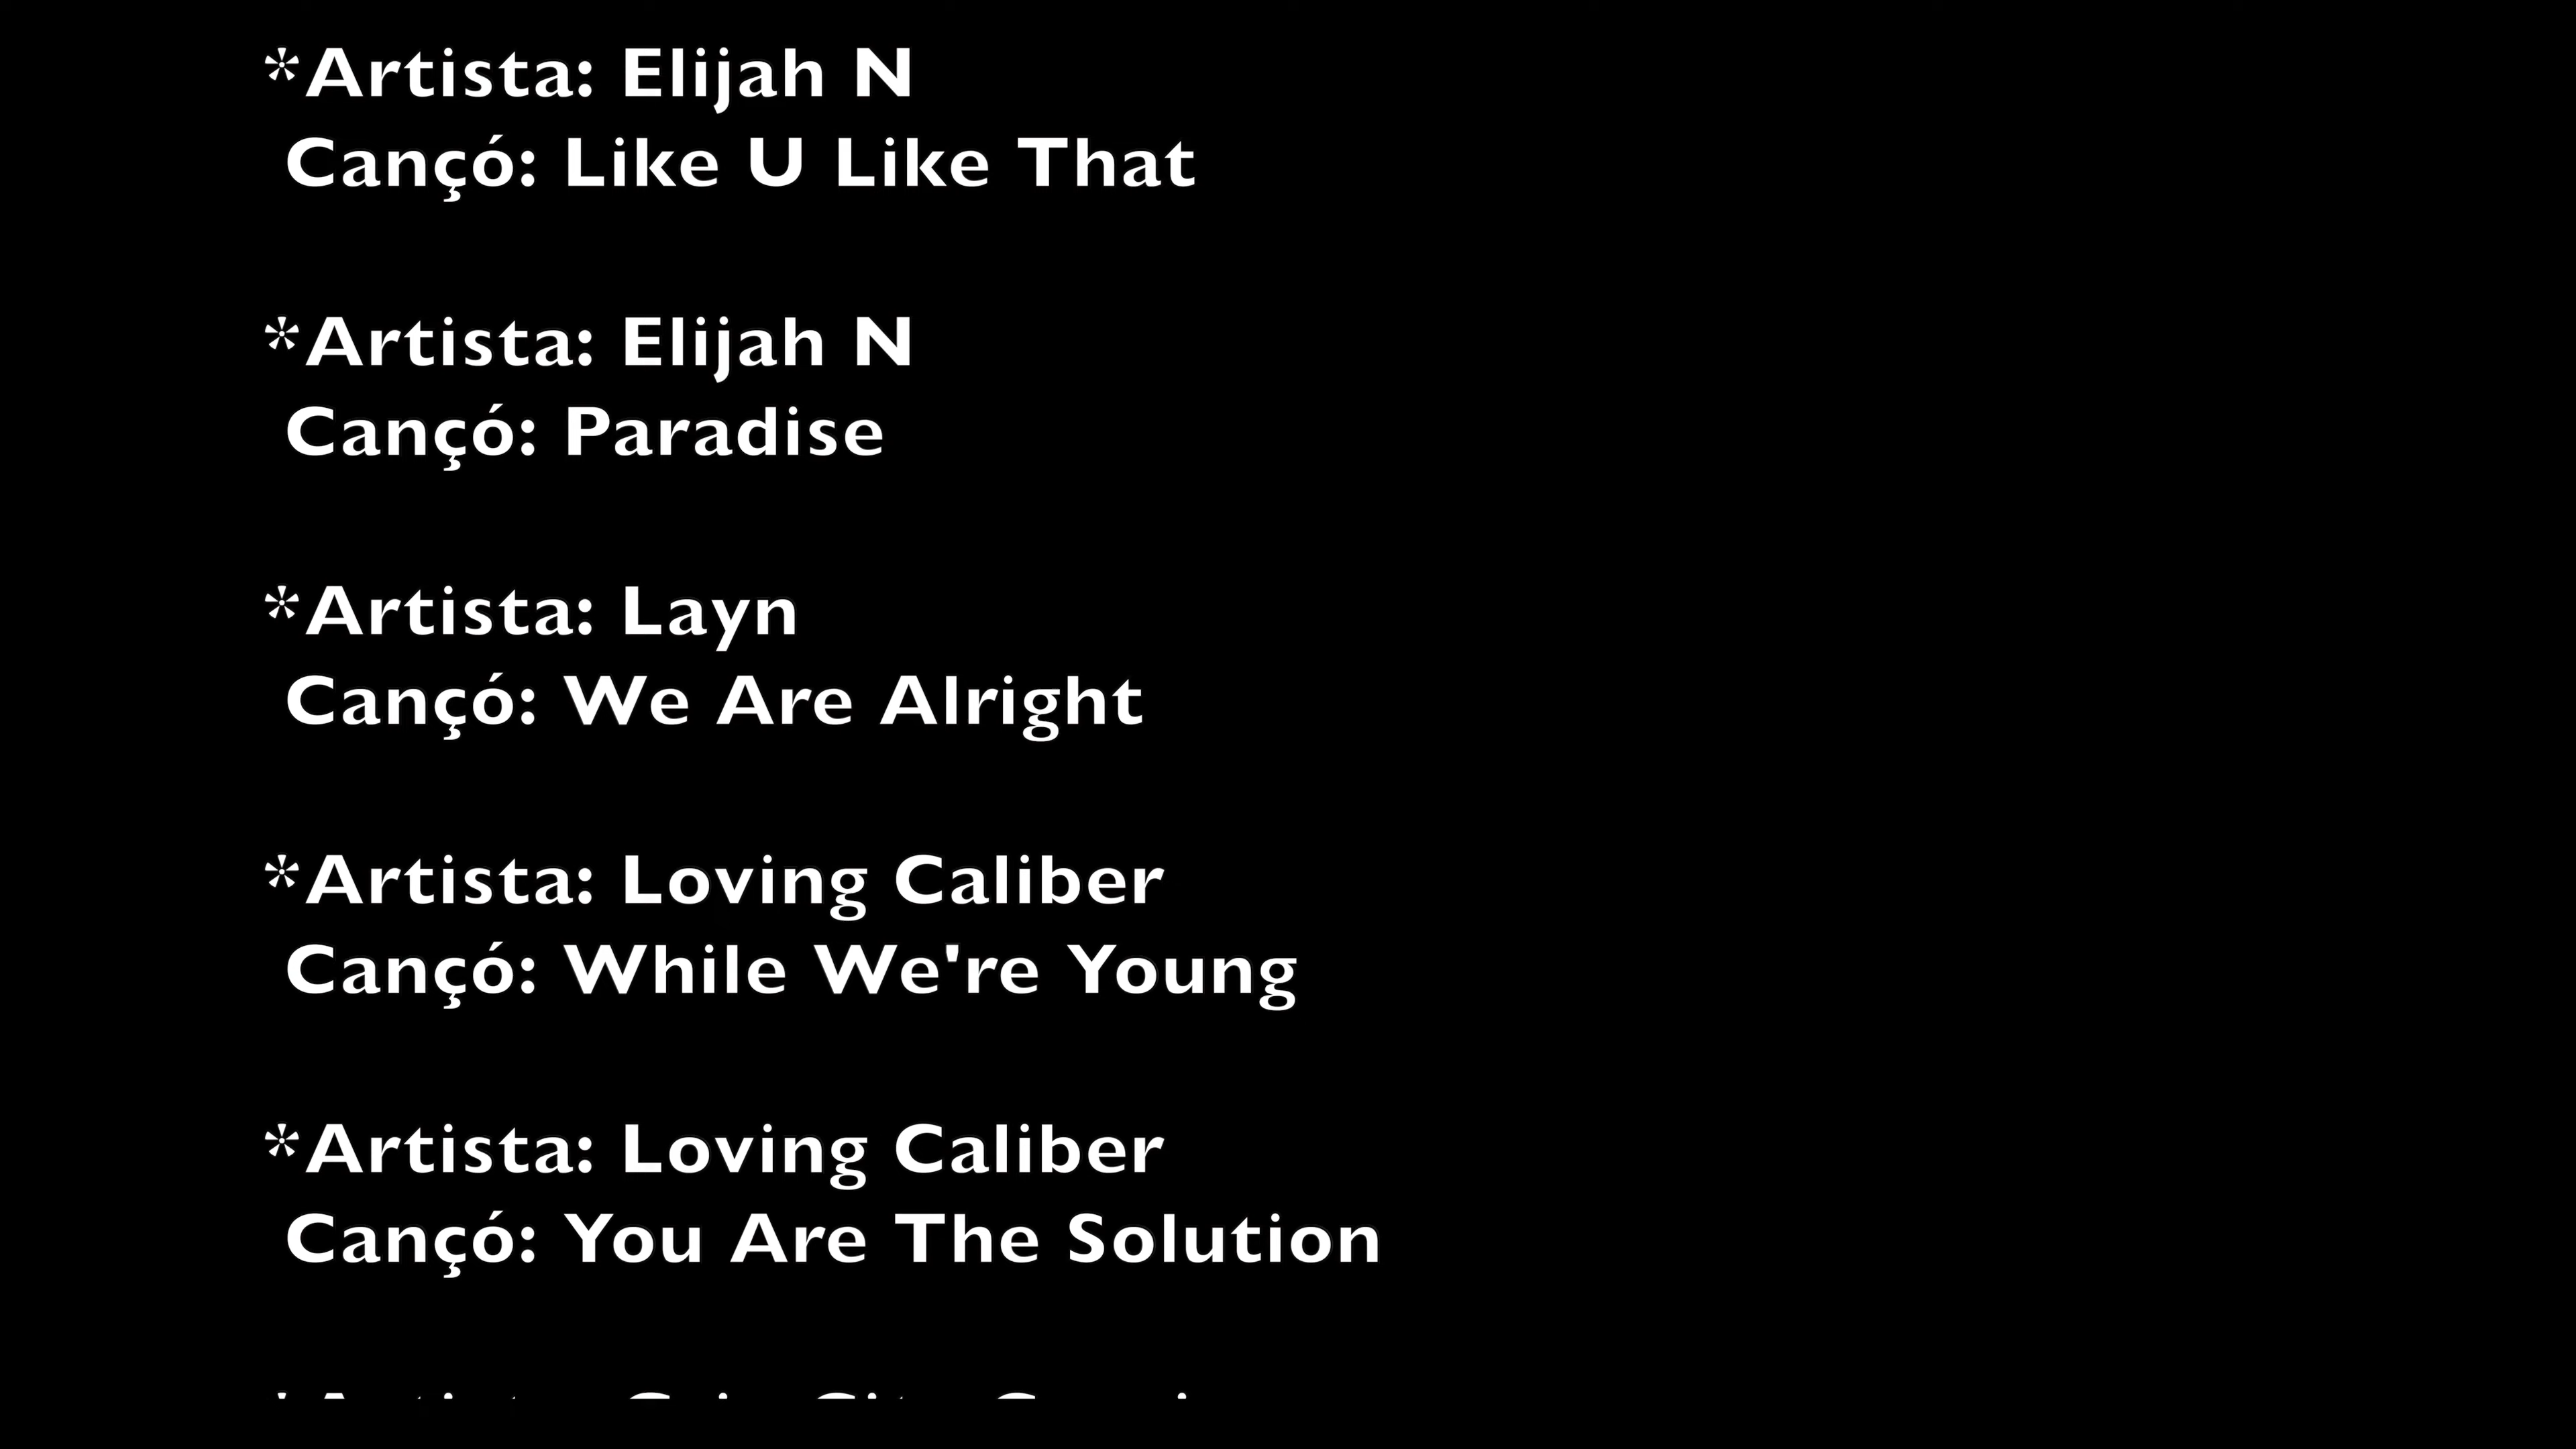 *Artista: Elijah N
Cançó: Like U Like That
*Artista: Elijah N
Cançó: Paradise
*Artista: Layn
Cançó: We Are Alright
*Artista: Loving Caliber
Cançó: While We're Young
*Artista: Loving Caliber
Cançó: You Are The Solution